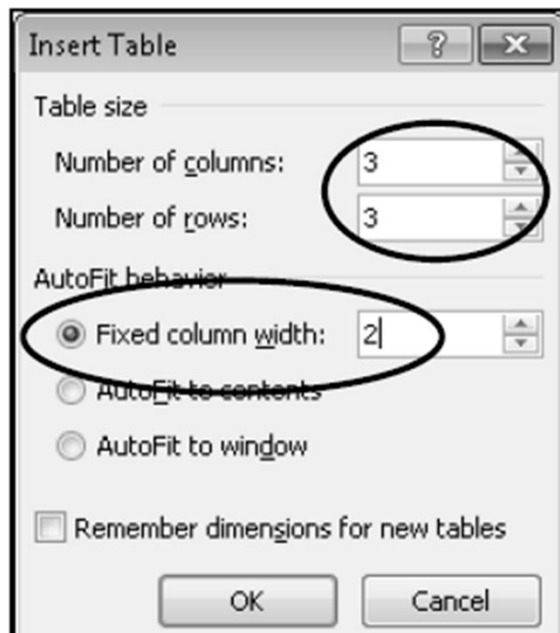 Insert Table
Table size
Number of columns: 3
Number of rows: 3
AutoFit behavior
Fixed column width: 2
AutoFit to contents
AutoFit to window
Remember dimensions for new tables
OK Cancel